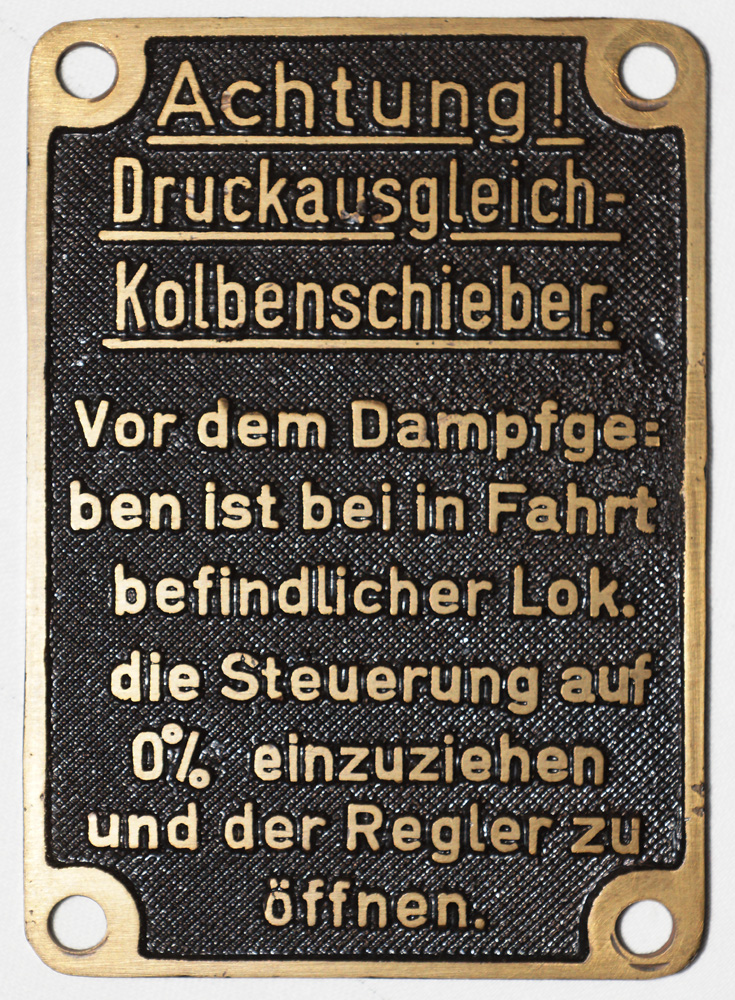 Achtung!
Druckausgleich-
Kolbenschieber.
Vor dem Dampfge=
ben ist bei in Fahrt
befindlicher Lok.
die Steuerung auf
0% einzuziehen
und der Regler zu
öffnen.